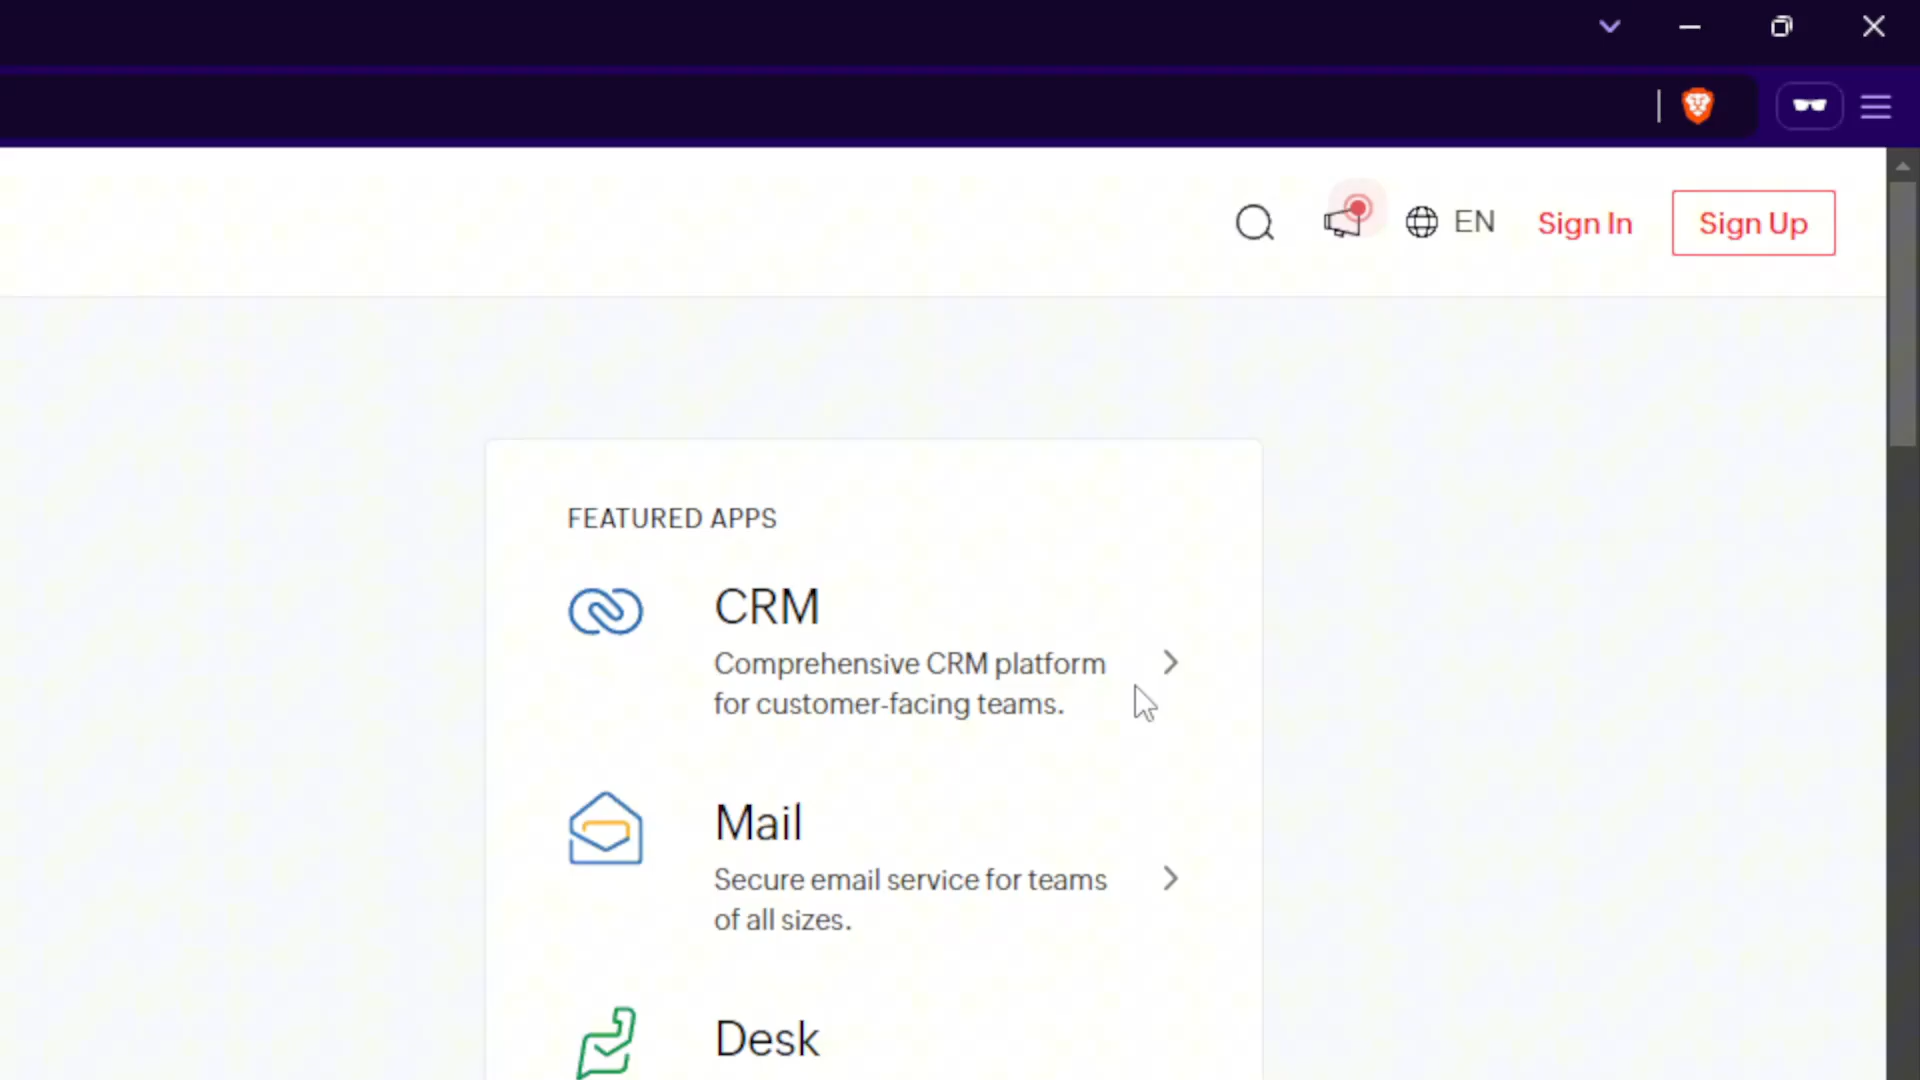 EN
Sign In
Sign Up
FEATURED APPS
CRM
Comprehensive CRM platform
for customer-facing teams.
Mail
Secure email service for teams
of all sizes.
Desk